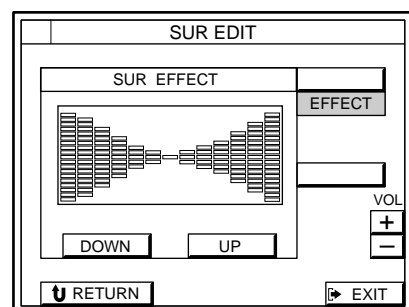 SUR EDIT
SUR EFFECT
EFFECT
VOL
+
DOWN UP −
RETURN EXIT